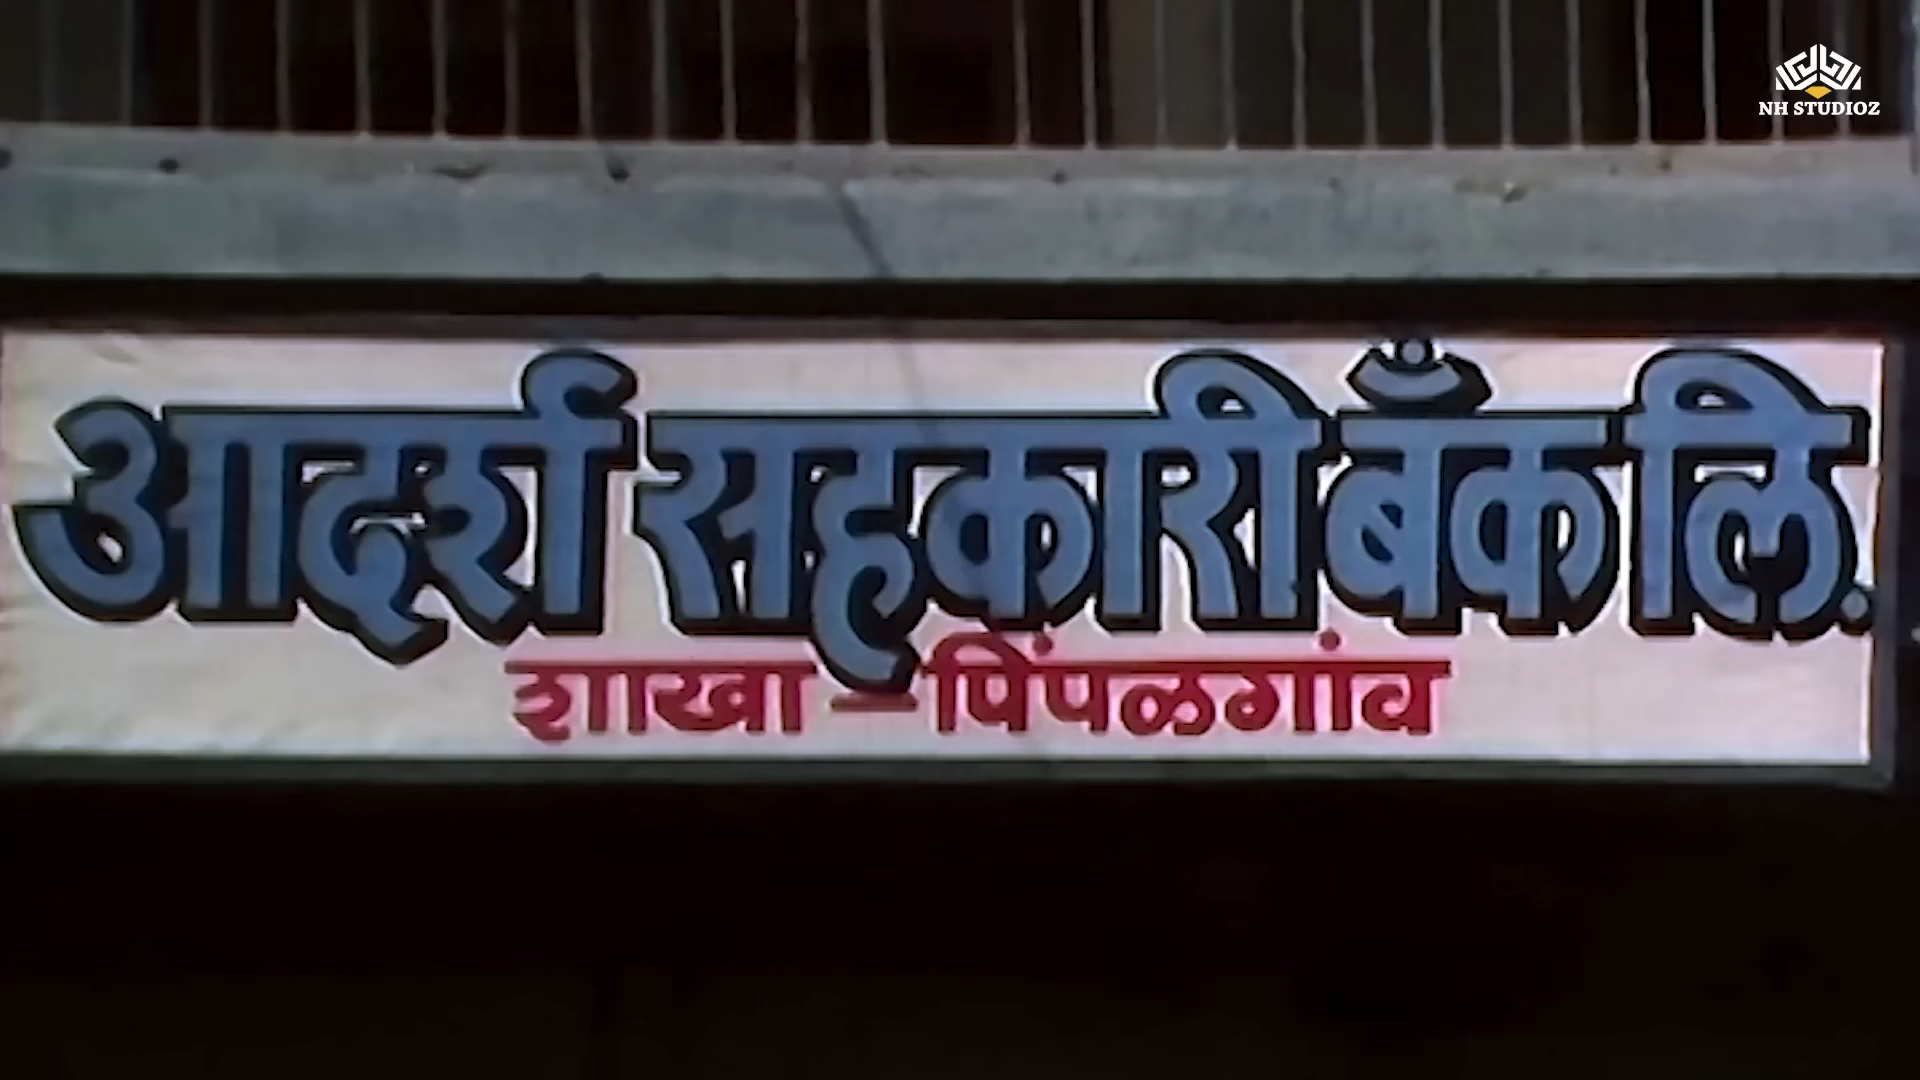 NH STUDIOZ
आदर्श सहकारी बँक लि.
शाखा - पिंपळगांव